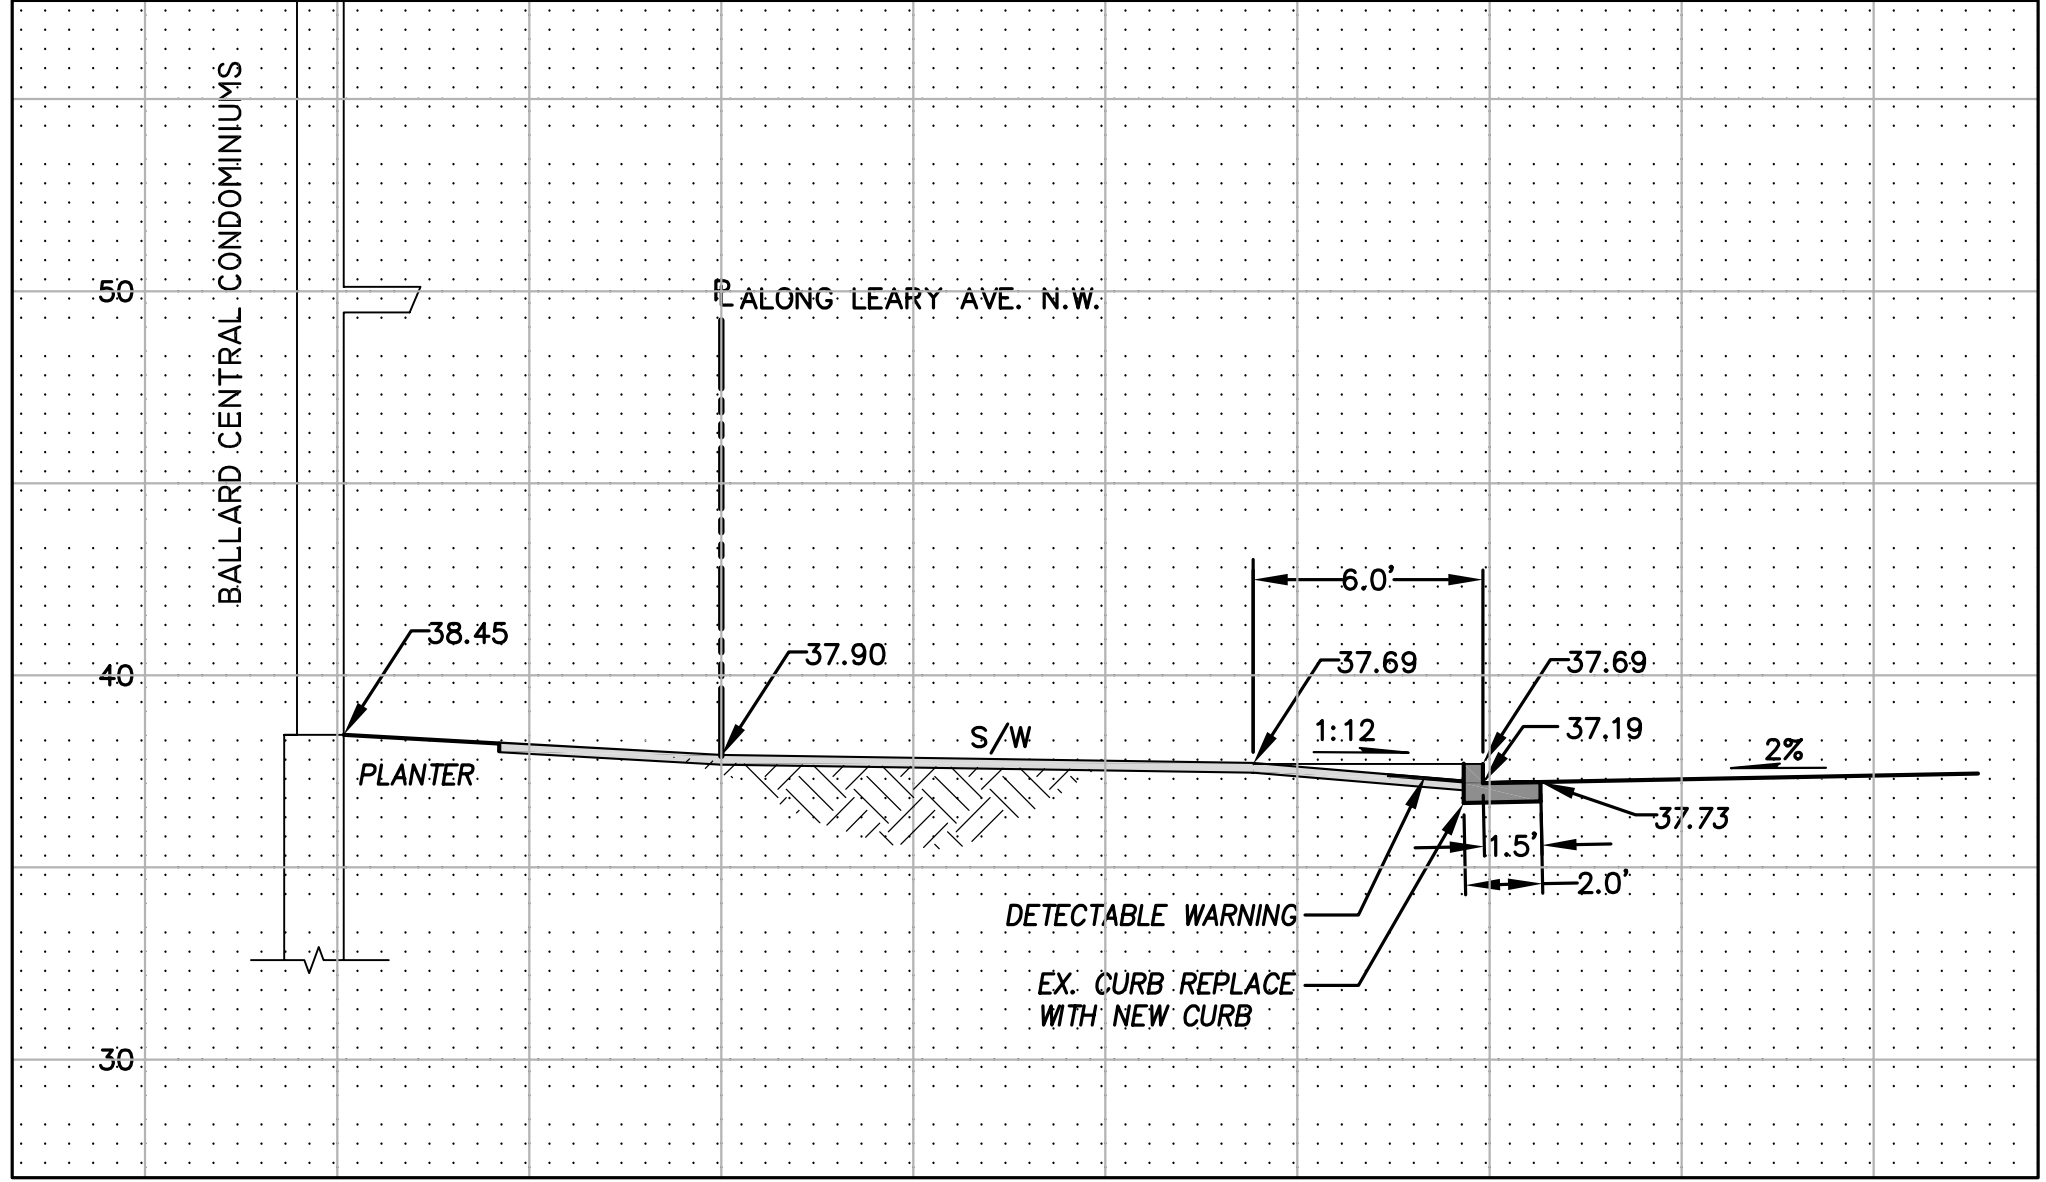 BALLARD CENTRAL CONDOMINIUMS
50
PL ALONG LEARY AVE. N.W.
6.0'
38.45
37.90
37.69
37.69
40
1:12
37.19
S/W
2%
PLANTER
37.73
1.5'
2.0'
DETECTABLE WARNING
EX. CURB REPLACE
WITH NEW CURB
30